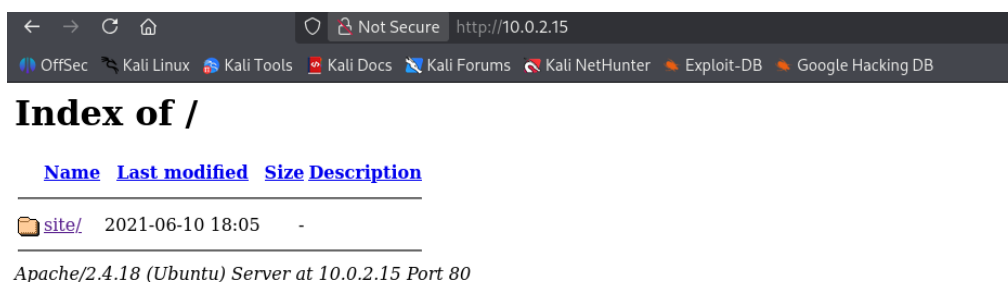 Not Secure http://10.0.2.15
OffSec Kali Linux Kali Tools Kali Docs Kali Forums Kali NetHunter Exploit-DB Google Hacking DB
Index of /
Name Last modified Size Description
site/ 2021-06-10 18:05 -
Apache/2.4.18 (Ubuntu) Server at 10.0.2.15 Port 80